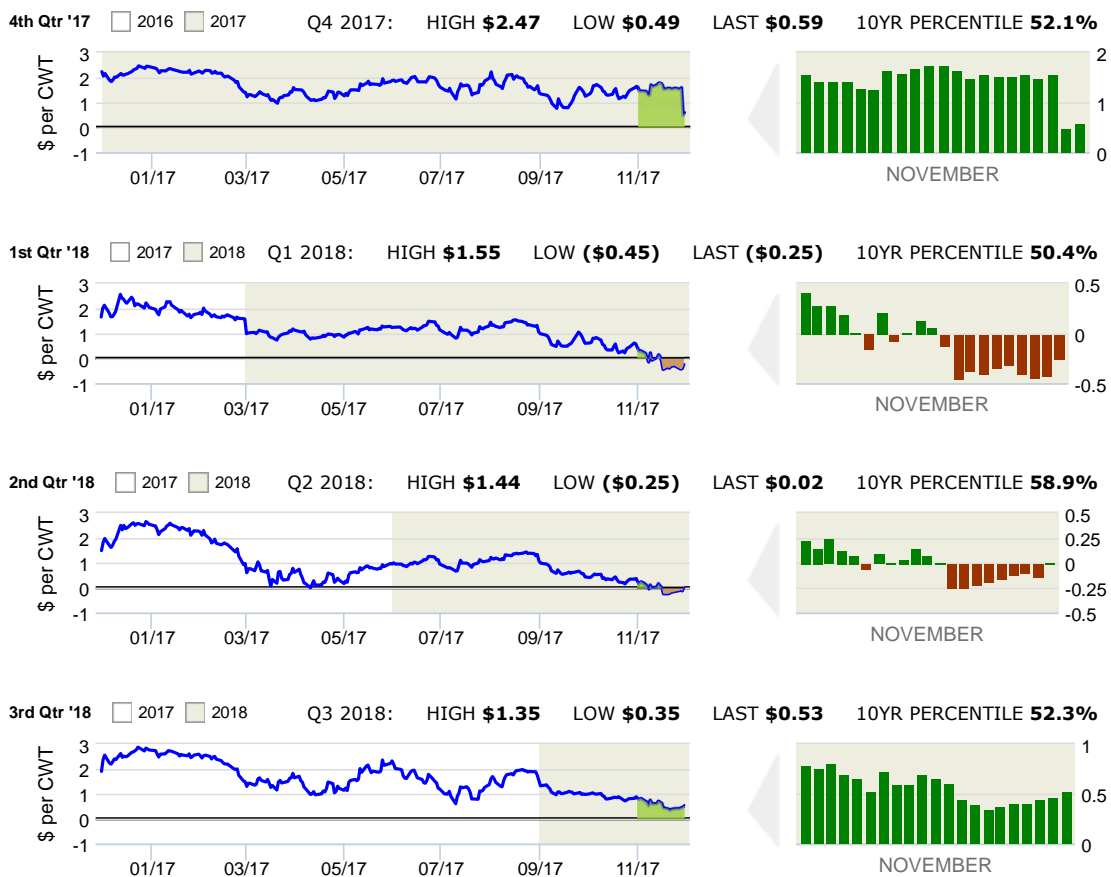 4th Qtr '17 2016 2017 Q4 2017: HIGH $2.47 LOW $0.49 LAST $0.59 10YR PERCENTILE 52.1%
$ per CWT
3
2
1
0
-1
01/17 03/17 05/17 07/17 09/17 11/17
2
1
0
NOVEMBER
1st Qtr '18 2017 2018 Q1 2018: HIGH $1.55 LOW ($0.45) LAST ($0.25) 10YR PERCENTILE 50.4%
$ per CWT
3
2
1
0
-1
01/17 03/17 05/17 07/17 09/17 11/17
0.5
0
-0.5
NOVEMBER
2nd Qtr '18 2017 2018 Q2 2018: HIGH $1.44 LOW ($0.25) LAST $0.02 10YR PERCENTILE 58.9%
$ per CWT
3
2
1
0
-1
01/17 03/17 05/17 07/17 09/17 11/17
0.5
0.25
0
-0.25
-0.5
NOVEMBER
3rd Qtr '18 2017 2018 Q3 2018: HIGH $1.35 LOW $0.35 LAST $0.53 10YR PERCENTILE 52.3%
$ per CWT
3
2
1
0
-1
01/17 03/17 05/17 07/17 09/17 11/17
1
0.5
0
NOVEMBER